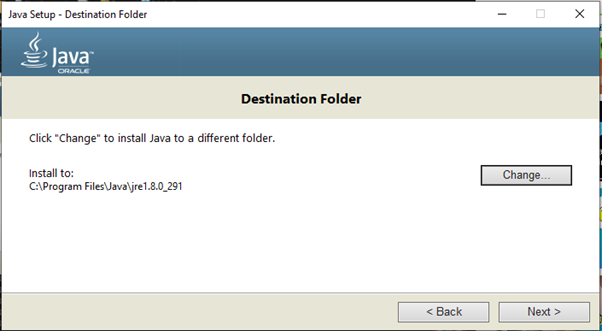 Java Setup - Destination Folder
Java™
ORACLE
Destination Folder
Click "Change" to install Java to a different folder.
Install to:
C:\Program Files\Java\jre1.8.0_291
Change...
< Back
Next >